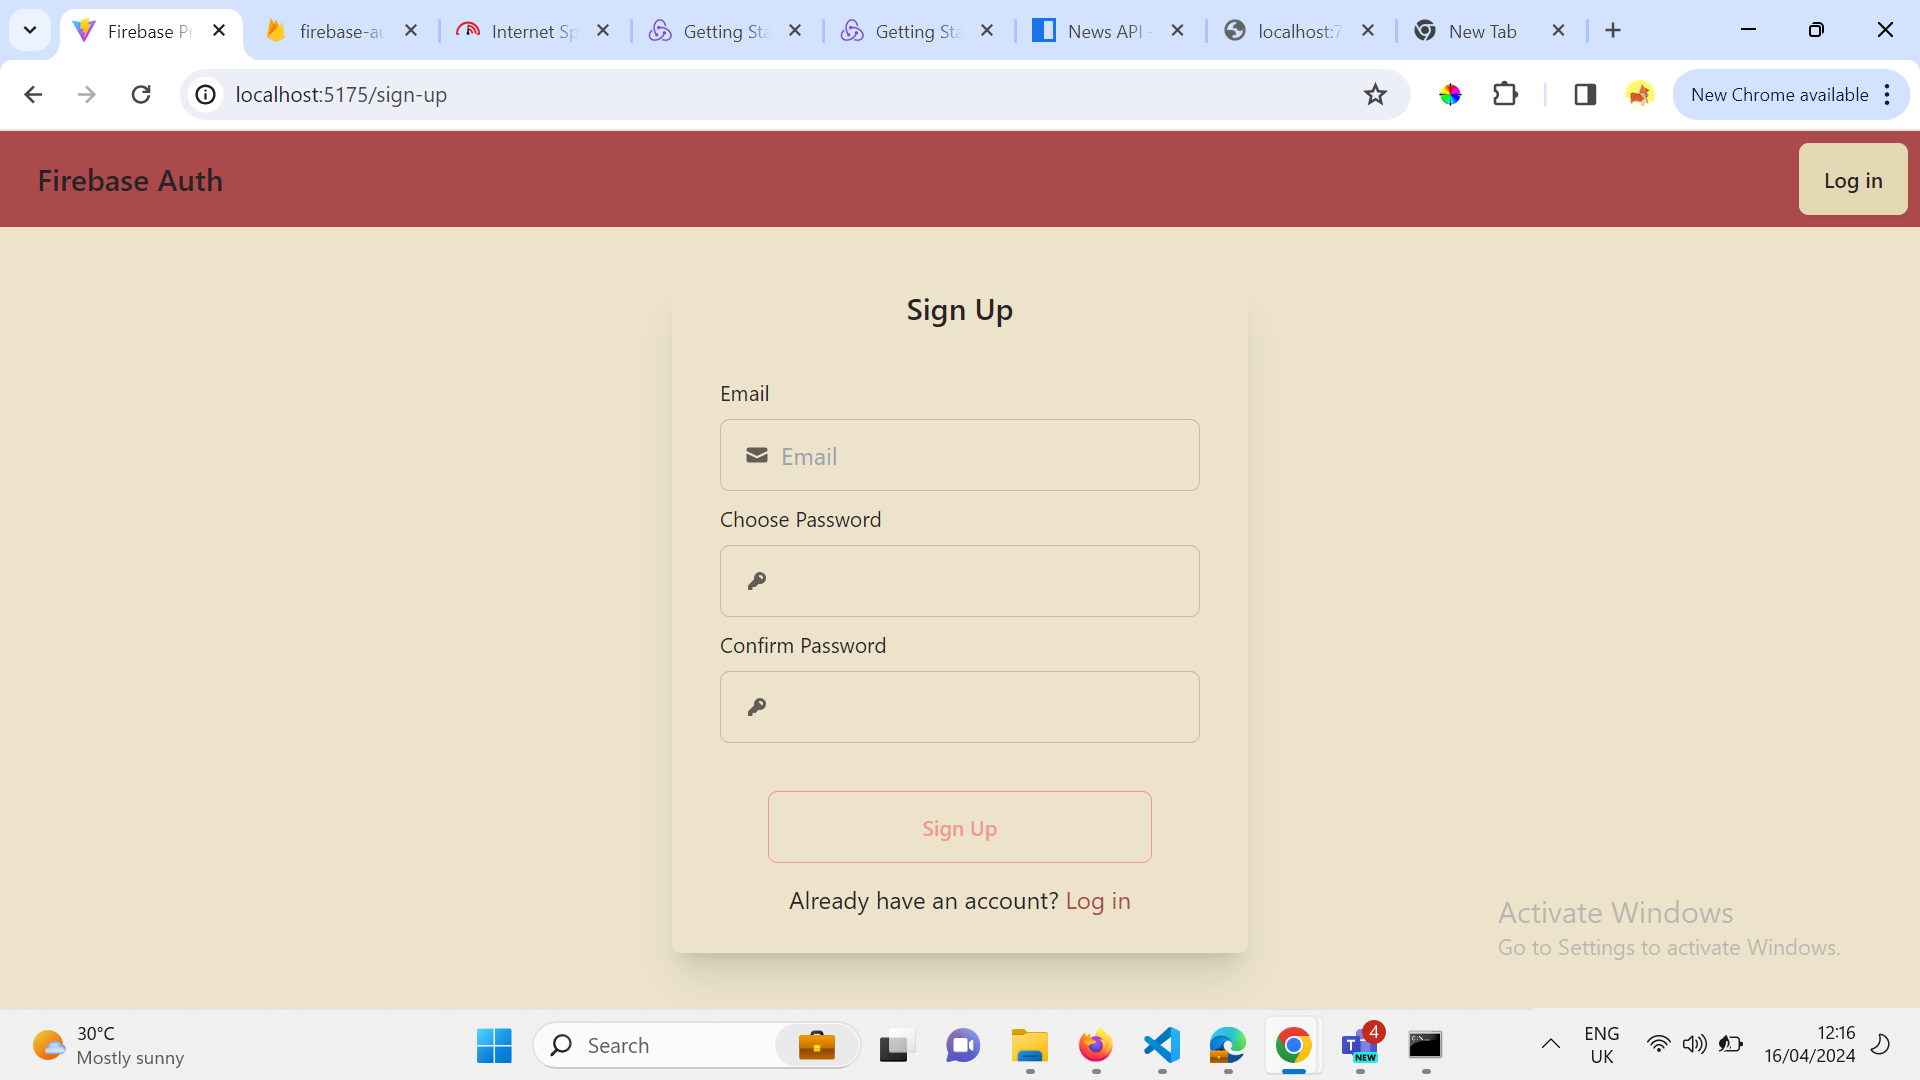 Firebase Pr
firebase-au
Internet Sp
Getting Sta
Getting Sta
News API -
localhost:7
New Tab
localhost:5175/sign-up
New Chrome available
Firebase Auth
Log in
Sign Up
Email
Email
Choose Password
Confirm Password
Sign Up
Already have an account? Log in
Activate Windows
Go to Settings to activate Windows.
30°C
Mostly sunny
Search
T
4
NEW
ENG
UK
12:16
16/04/2024